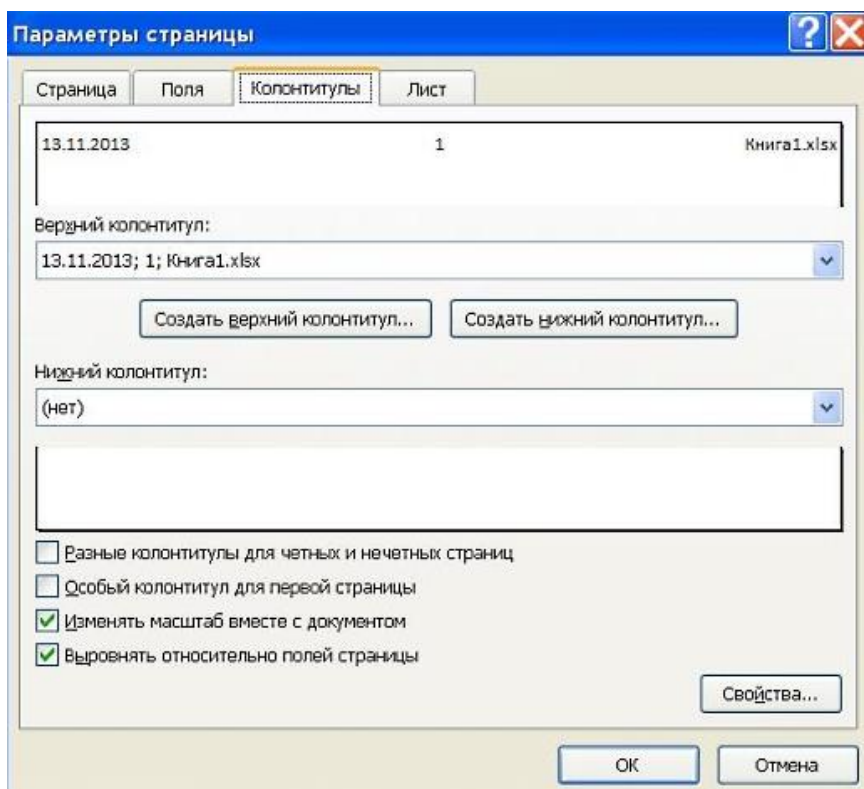 Параметры страницы
Страница Поля Колонтитулы Лист
13.11.2013 1 Книга1.xlsx
Верхний колонтитул:
13.11.2013; 1; Книга1.xlsx
Создать верхний колонтитул... Создать нижний колонтитул...
Нижний колонтитул:
(нет)
Разные колонтитулы для четных и нечетных страниц
Особый колонтитул для первой страницы
Изменять масштаб вместе с документом
Выровнять относительно полей страницы
Свойства...
ОК Отмена